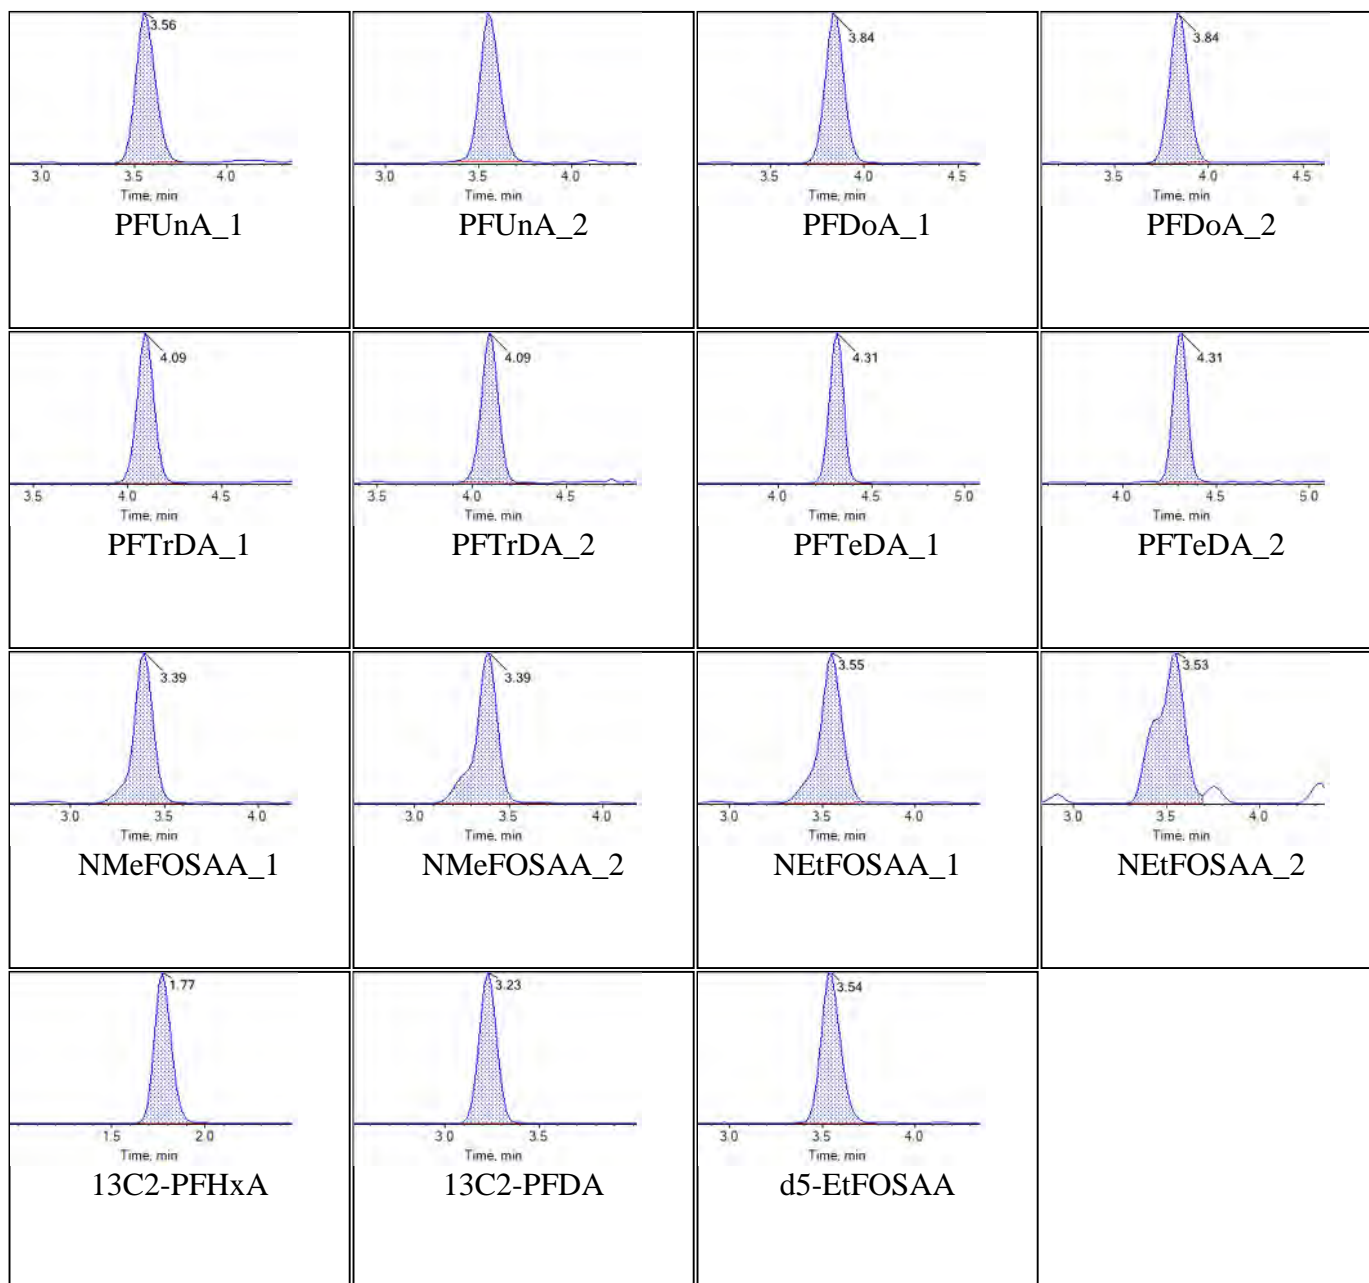 3.56
3.0 3.5 4.0
Time, min
PFUnA_1
3.0 3.5 4.0
Time, min
PFUnA_2
3.84
3.5 4.0 4.5
Time, min
PFDoA_1
3.84
3.5 4.0 4.5
Time, min
PFDoA_2
4.09
3.5 4.0 4.5
Time, min
PFTrDA_1
4.09
3.5 4.0 4.5
Time, min
PFTrDA_2
4.31
4.0 4.5 5.0
Time, min
PFTeDA_1
4.31
4.0 4.5 5.0
Time, min
PFTeDA_2
3.39
3.0 3.5 4.0
Time, min
NMeFOSAA_1
3.39
3.0 3.5 4.0
Time, min
NMeFOSAA_2
3.55
3.0 3.5 4.0
Time, min
NEtFOSAA_1
3.53
3.0 3.5 4.0
Time, min
NEtFOSAA_2
1.77
1.5 2.0
Time, min
13C2-PFHxA
3.23
3.0 3.5
Time, min
13C2-PFDA
3.54
3.0 3.5 4.0
Time, min
d5-EtFOSAA